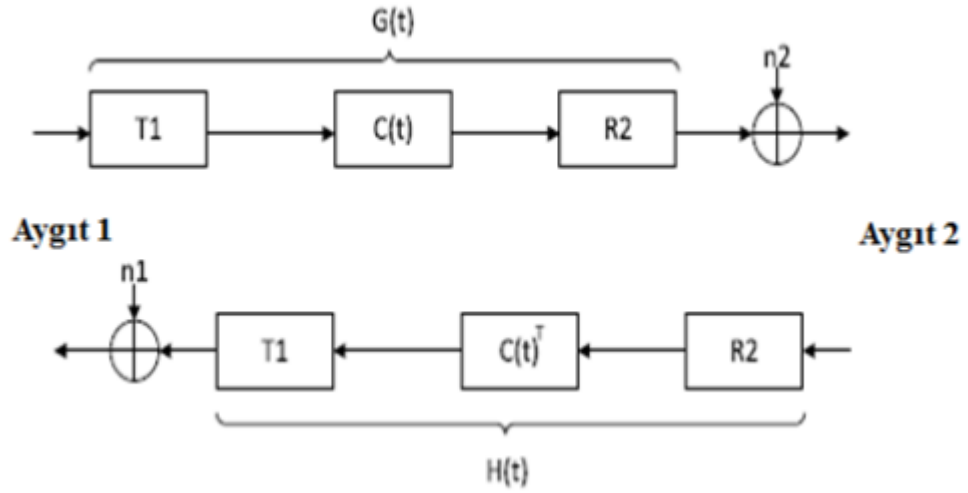 G(t)
n2
T1
C(t)
R2
Aygıt 1
Aygıt 2
n1
T1
C(t)ᵀ
R2
H(t)